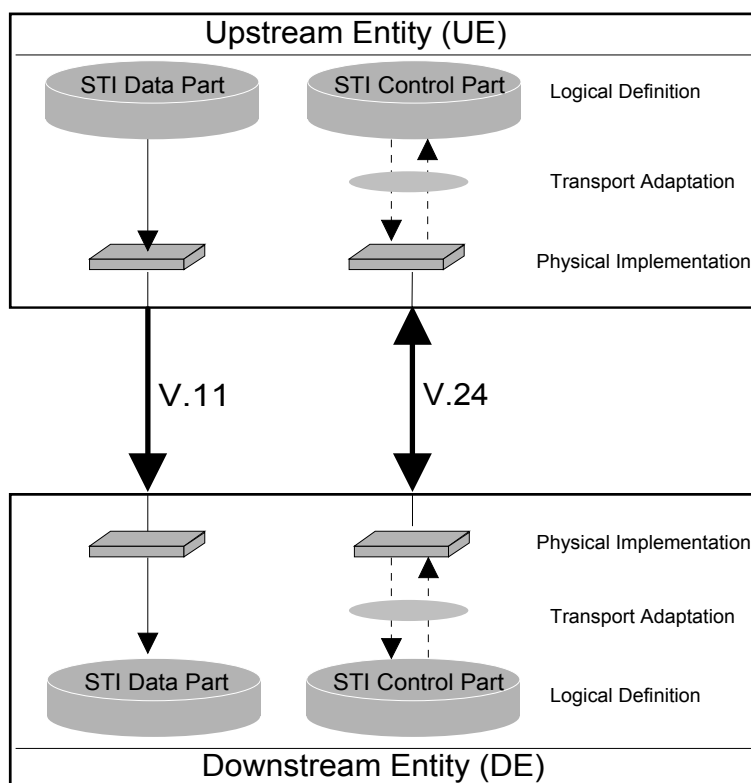 Upstream Entity (UE)
STI Data Part
STI Control Part
Logical Definition
Transport Adaptation
Physical Implementation
V.11
V.24
Physical Implementation
Transport Adaptation
STI Data Part
STI Control Part
Logical Definition
Downstream Entity (DE)